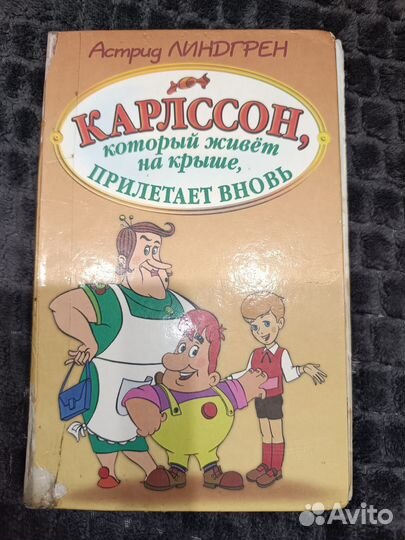 Астрид ЛИНДГРЕН
КАРЛССОН,
который живёт
на крыше,
ПРИЛЕТАЕТ ВНОВЬ
Avito